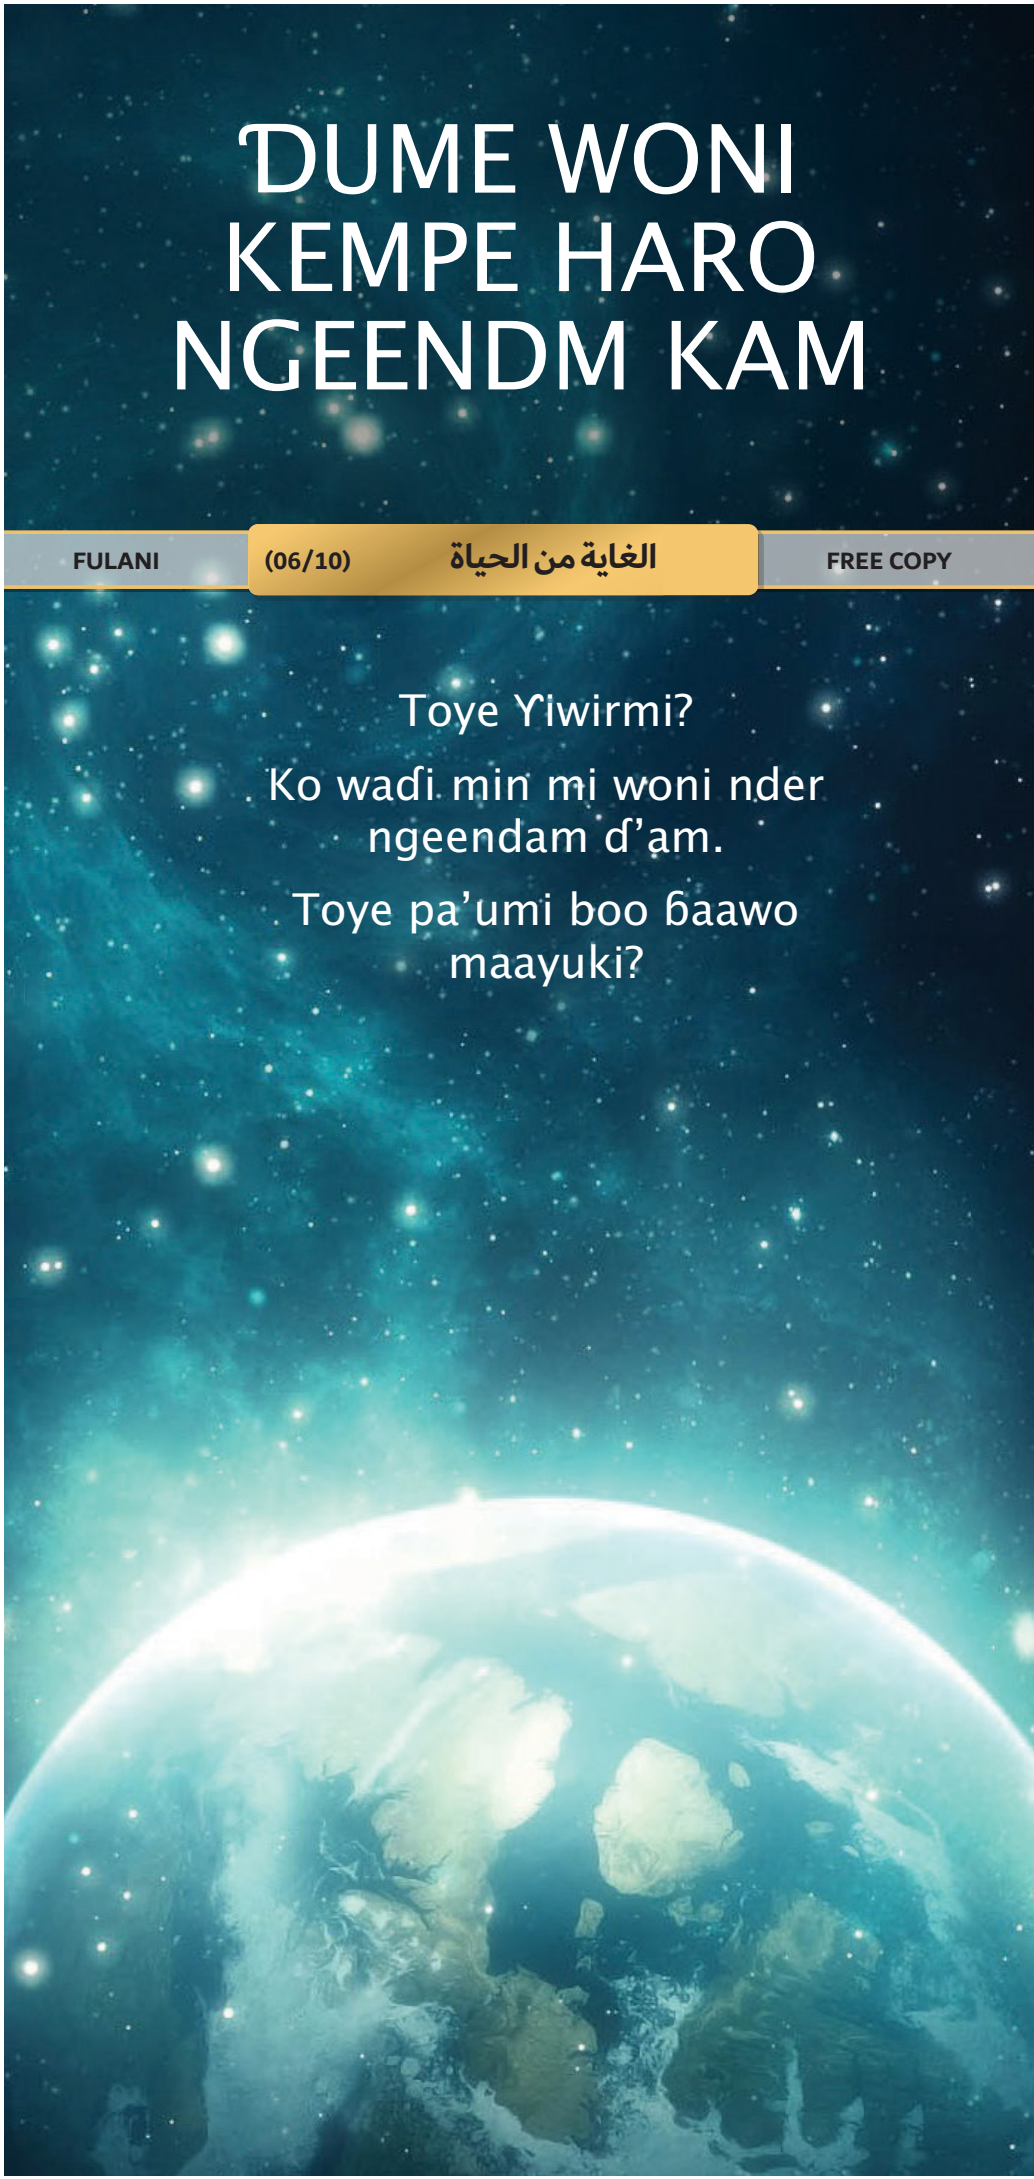 ƊUME WONI
KEMPE HARO
NGEENDM KAM
FULANI
(06/10)
الغاية من الحياة
FREE COPY
Toye Ƴiwirmi?
Ko waɗi min mi woni nder
ngeendam ɗ’am.
Toye pa’umi boo ɓaawo
maayuki?